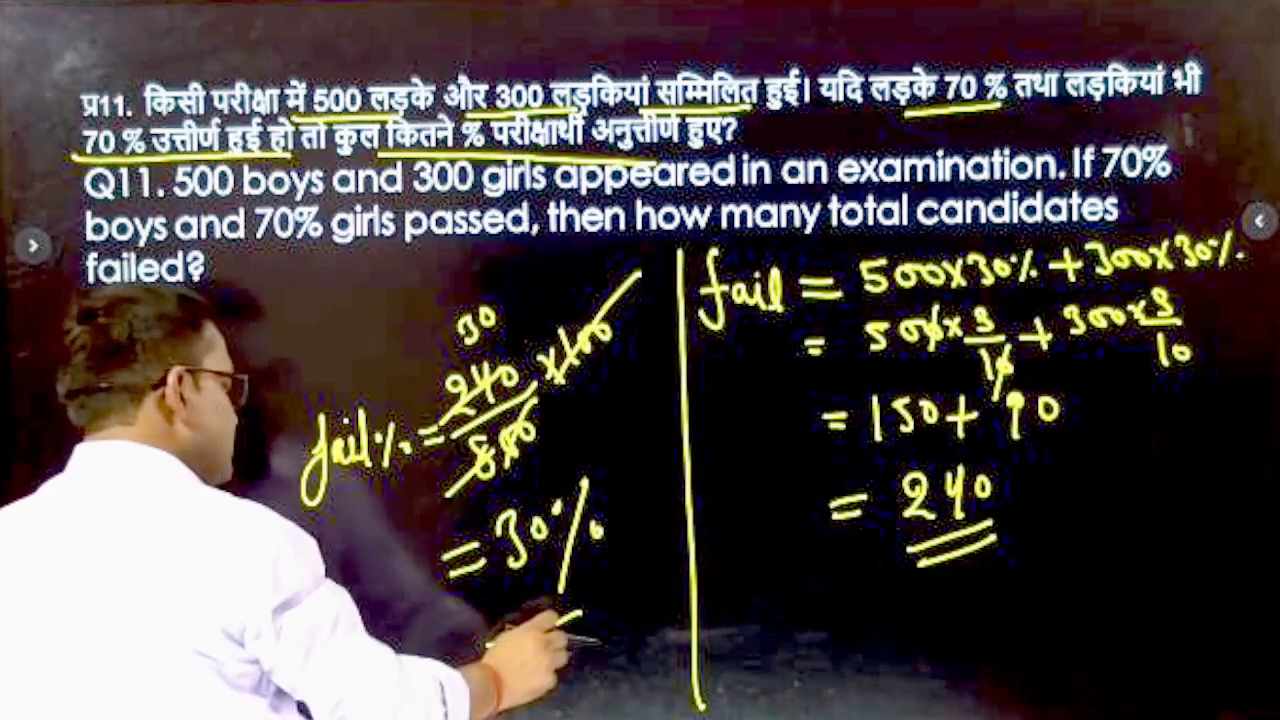 प्र11. किसी परीक्षा में 500 लड़के और 300 लड़कियां सम्मिलित हुई। यदि लड़के 70 % तथा लड़कियां भी
70 % उत्तीर्ण हुई हो तो कुल कितने % परीक्षार्थी अनुत्तीर्ण हुए?
Q11. 500 boys and 300 girls appeared in an examination. If 70%
boys and 70% girls passed, then how many total candidates
failed?
fail = 500×30% + 300×30%
= 500×3/10 + 300×3/10
= 150 + 90
= 240
30
fail% = 240/800 ×100
= 30%